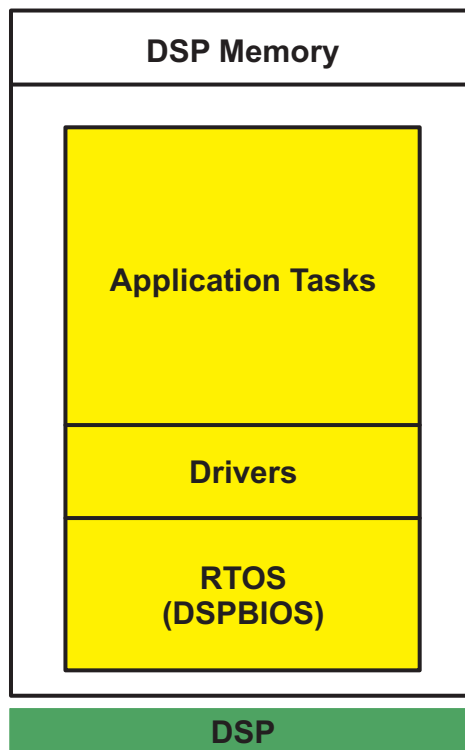 DSP Memory
Application Tasks
Drivers
RTOS
(DSPBIOS)
DSP